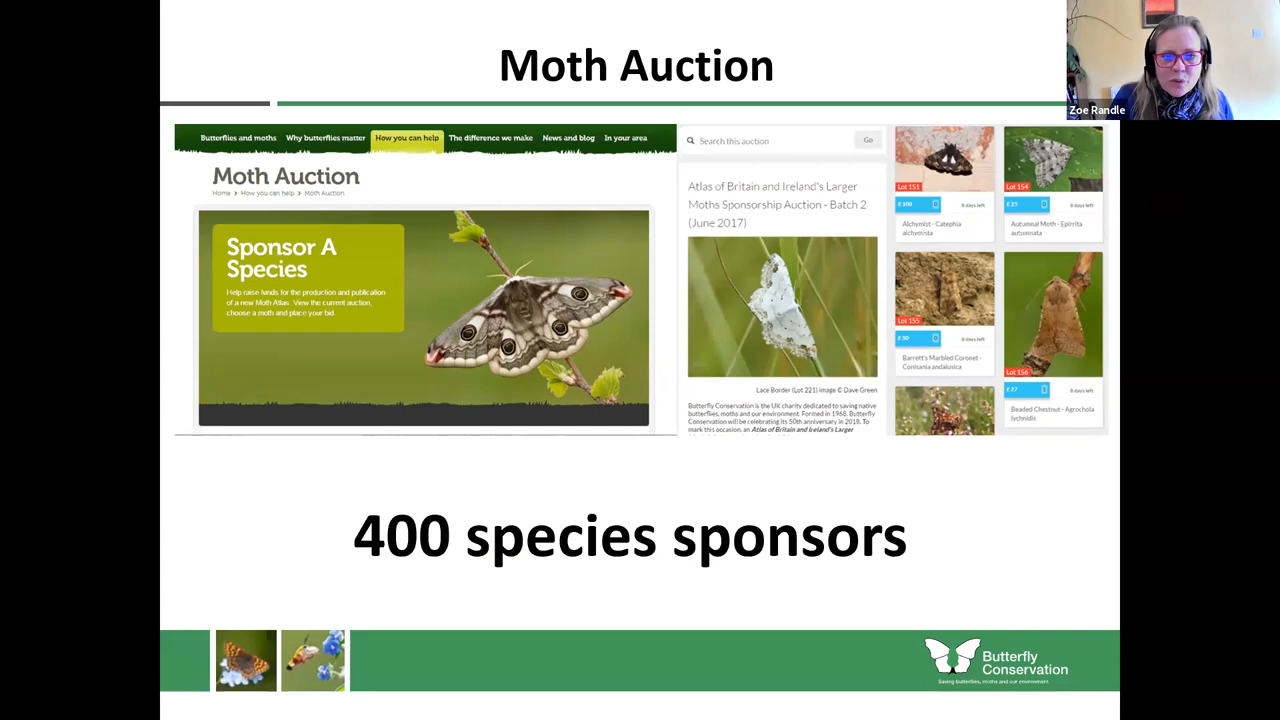 Moth Auction
Zoe Randle
Butterflies and moths Why butterflies matter How you can help The difference we make News and blog In your area
Moth Auction
Home > How you can help > Moth Auction
Sponsor A
Species
Help raise funds for the production and publication
of a new Moth Atlas. View the current auction,
choose a moth and place your bid.
Search this auction
Go
Atlas of Britain and Ireland's Larger
Moths Sponsorship Auction - Batch 2
(June 2017)
Lace Border (Lot 221) image © Dave Green
Butterfly Conservation is the UK charity dedicated to saving native
butterflies, moths and our environment. Formed in 1968, Butterfly
Conservation will be celebrating its 50th anniversary in 2018. To
mark this occasion, an Atlas of Britain and Ireland's Larger
Lot 151
£100
8 days left
Alchymist - Catephia
alchymista
Lot 154
£25
8 days left
Autumnal Moth - Epirrita
autumnata
Lot 155
£50
8 days left
Barrett's Marbled Coronet -
Conisania andalusica
Lot 156
£27
8 days left
Beaded Chestnut - Agrochola
lychnidis
400 species sponsors
Butterfly
Conservation
Saving butterflies, moths and our environment